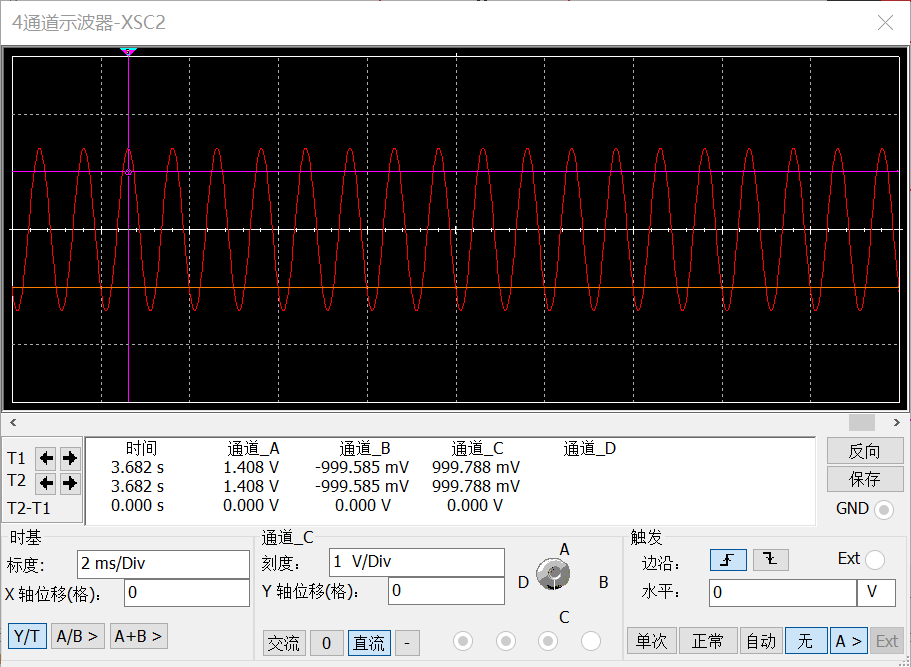 4通道示波器-XSC2
时间 通道_A 通道_B 通道_C 通道_D
T1 3.682 s 1.408 V -999.585 mV 999.788 mV
T2 3.682 s 1.408 V -999.585 mV 999.788 mV
T2-T1 0.000 s 0.000 V 0.000 V 0.000 V
反向
保存
GND
时基
标度: 2 ms/Div
X 轴位移(格): 0
Y/T A/B > A+B >
通道_C
刻度: 1 V/Div
Y 轴位移(格): 0
交流 0 直流 -
A
D B
C
触发
边沿: Ext
水平: 0 V
单次 正常 自动 无 A > Ext